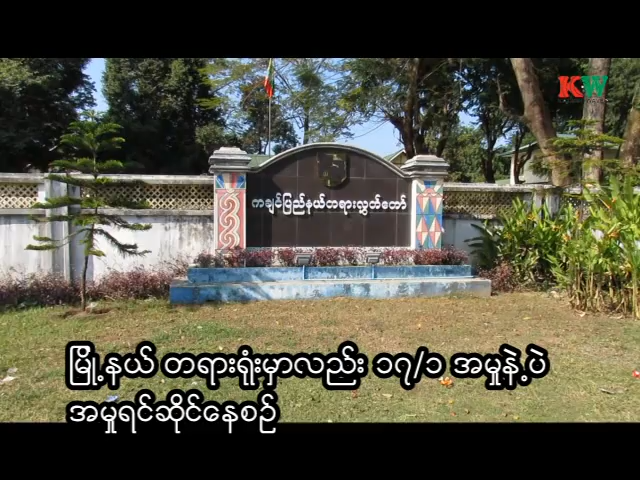 KW
ကချင်ပြည်နယ်တရားလွှတ်တော်
မြို့နယ် တရားရုံးမှာလည်း ၁၇/၁ အမှုနဲ့ပဲ
အမှုရင်ဆိုင်နေစဉ်